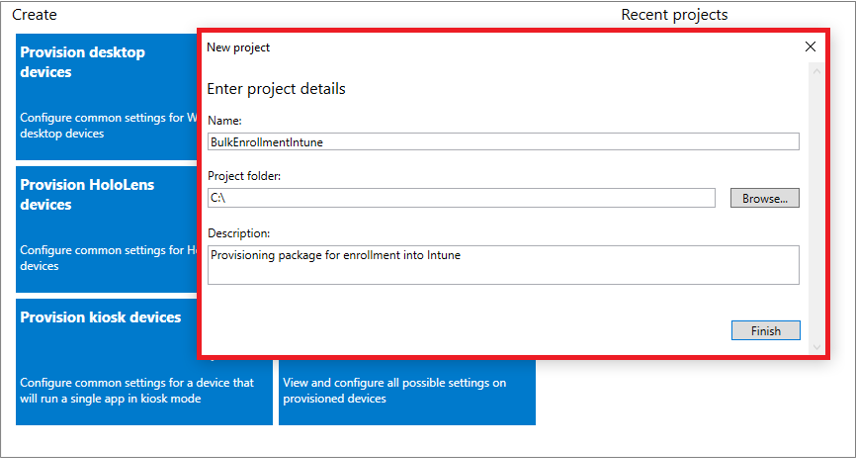 Create
Recent projects
Provision desktop
devices
Configure common settings for W
desktop devices
Provision HoloLens
devices
Configure common settings for Ho
devices
Provision kiosk devices
Configure common settings for a device that
will run a single app in kiosk mode
View and configure all possible settings on
provisioned devices
New project
Enter project details
Name:
BulkEnrollmentIntune
Project folder:
C:\
Browse...
Description:
Provisioning package for enrollment into Intune
Finish